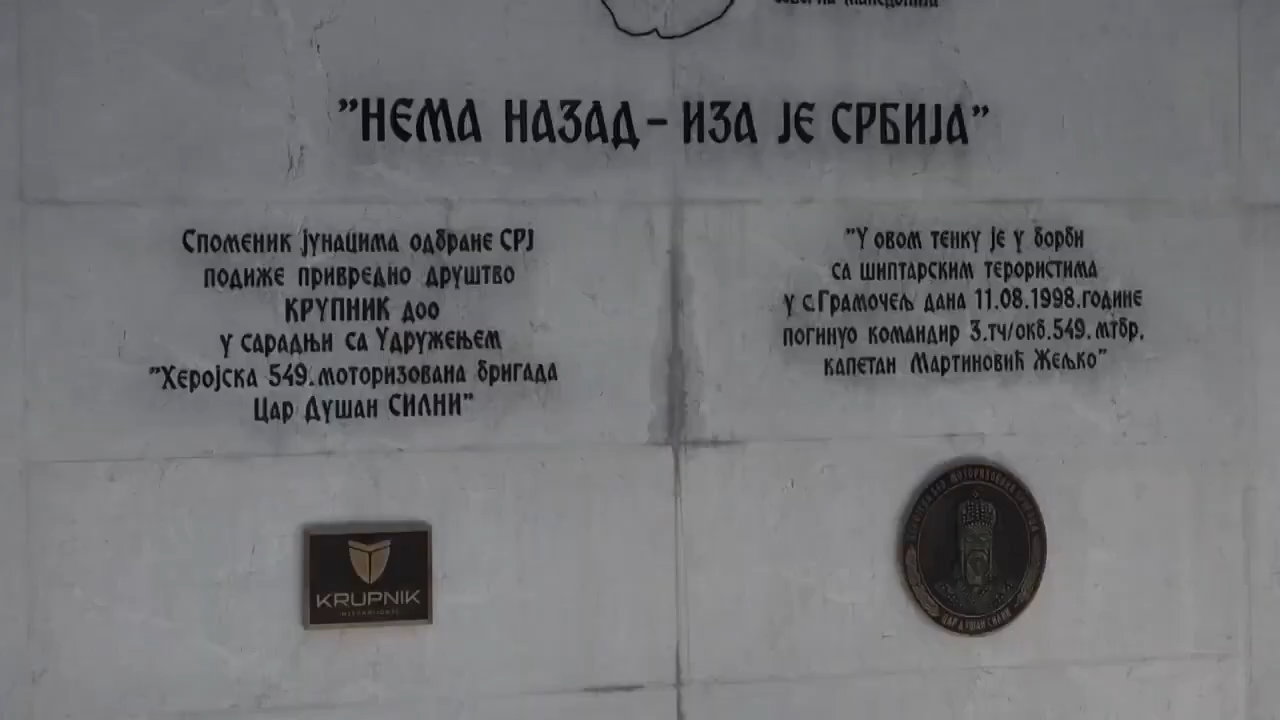 "НЕМА НАЗАД - ИЗА ЈЕ СРБИЈА"
Споменик јунацима одбране СРЈ
подиже привредно друштво
КРУПНИК доо
у сарадњи са Удружењем
"Херојска 549. моторизована бригада
Цар Душан СИЛНИ"
"У овом тенку је у борби
са шиптарским терористима
у с. Грамочељ дана 11.08.1998. године
погинуо командир 3.тч/окб.549. мтбр.
капетан Мартиновић Жељко"
KRUPNIK
ЦАР ДУШАН СИЛНИ